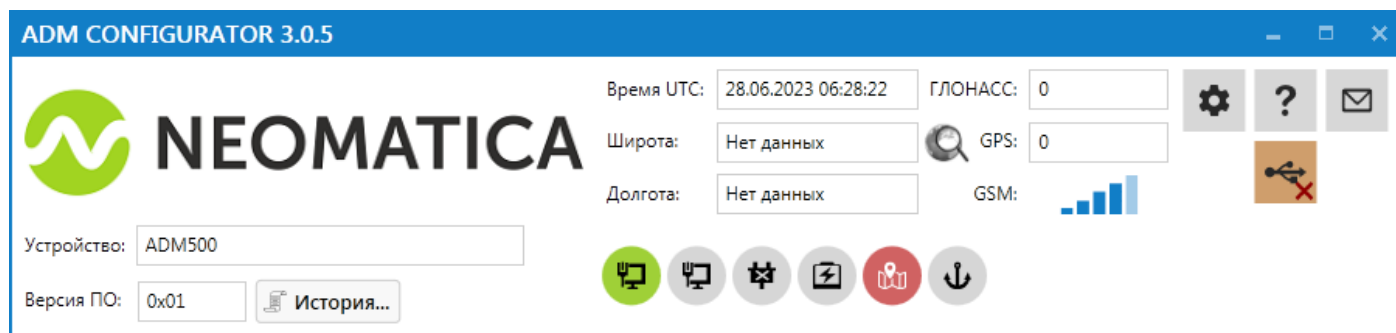 ADM CONFIGURATOR 3.0.5
NEOMATICA
Время UTC: 28.06.2023 06:28:22 ГЛОНАСС: 0
Широта: Нет данных GPS: 0
Долгота: Нет данных GSM:
Устройство: ADM500
Версия ПО: 0x01 История...
?